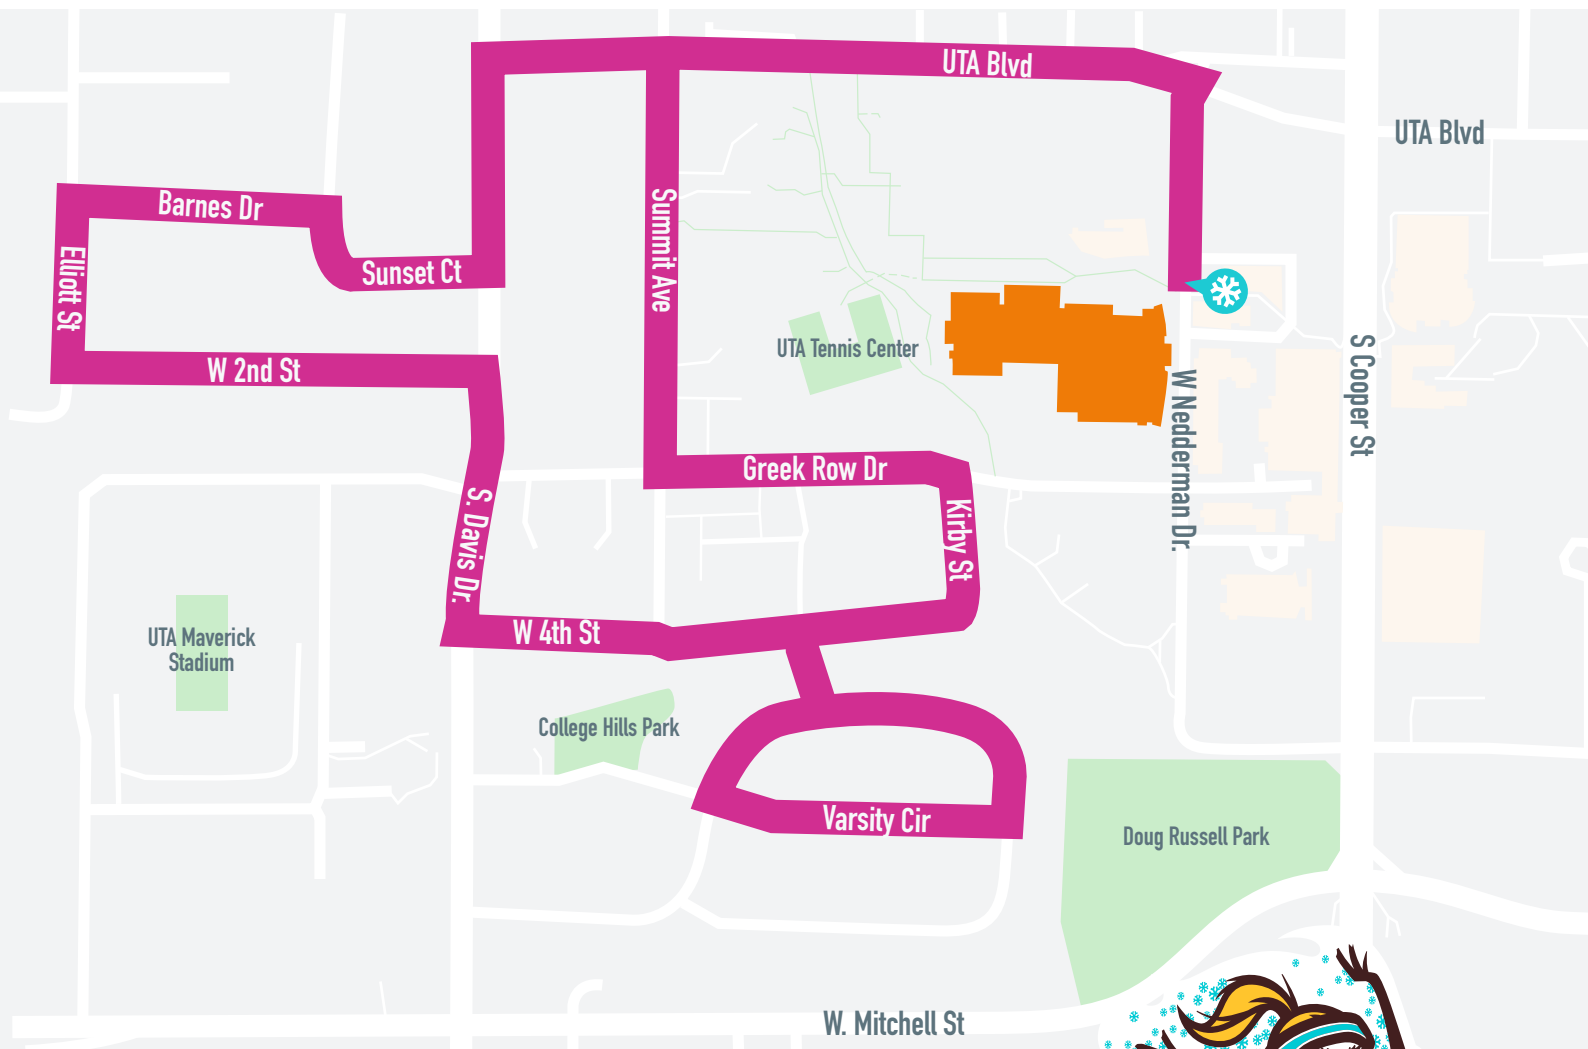 UTA Blvd
UTA Blvd
Barnes Dr
Summit Ave
Elliott St
Sunset Ct
UTA Tennis Center
S Cooper St
W 2nd St
W Nedderman Dr.
Greek Row Dr
S. Davis Dr.
Kirby St
W 4th St
UTA Maverick
Stadium
College Hills Park
Varsity Cir
Doug Russell Park
W. Mitchell St